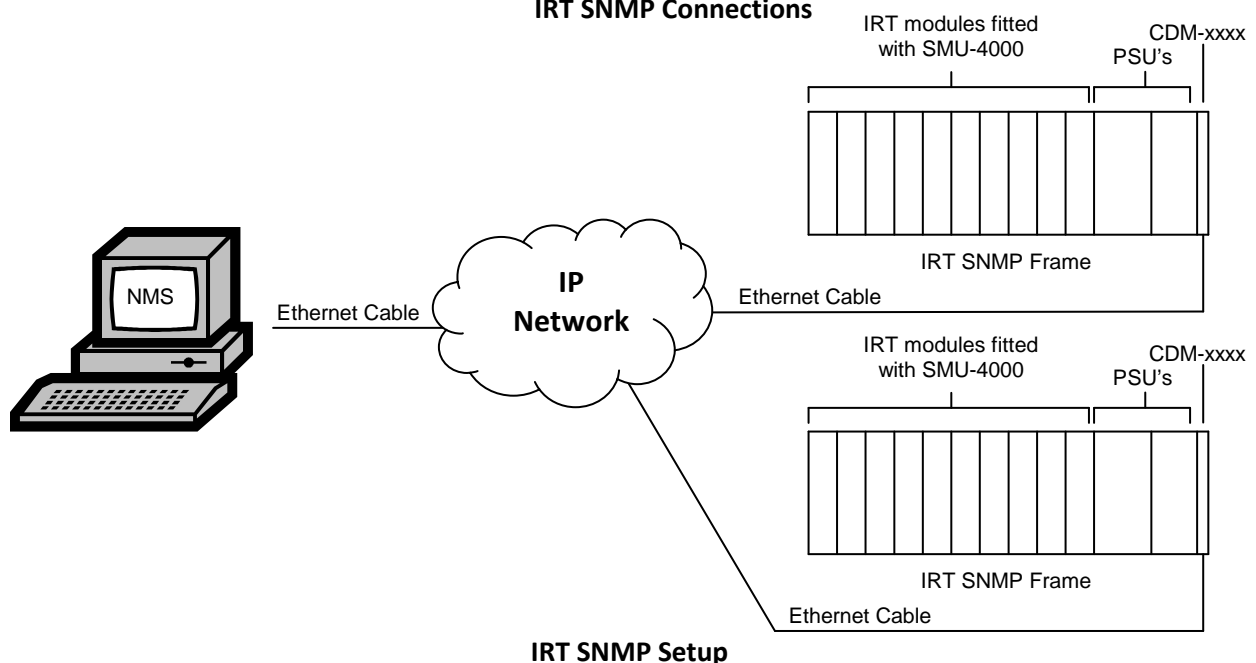 IRT SNMP Connections
IRT modules fitted
with SMU-4000
PSU's
CDM-xxxx
IRT SNMP Frame
NMS
Ethernet Cable
IP
Network
Ethernet Cable
IRT modules fitted
with SMU-4000
PSU's
CDM-xxxx
IRT SNMP Frame
Ethernet Cable
IRT SNMP Setup